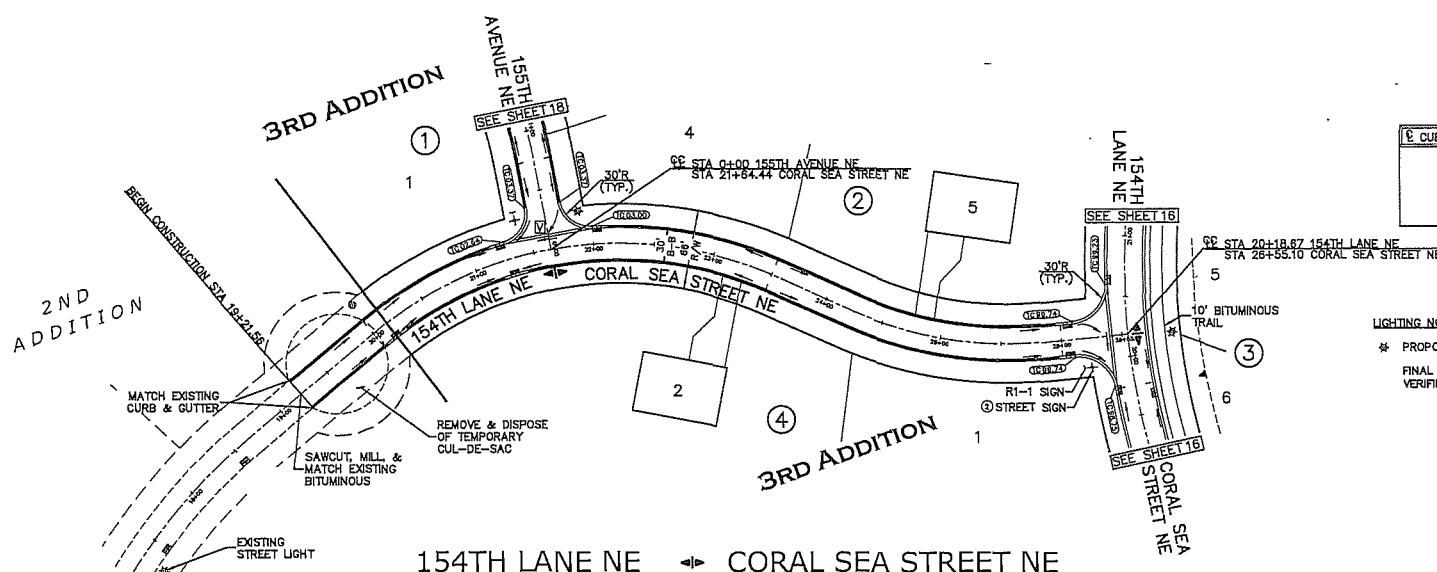 155TH
AVENUE NE
SEE SHEET 18
3RD ADDITION
1
1
4
℄ STA 0+00 155TH AVENUE NE
℄ STA 21+64.44 CORAL SEA STREET NE
30'R
(TYP.)
2
5
154TH
LANE NE
SEE SHEET 16
℄ STA 20+18.67 154TH LANE NE
℄ STA 26+55.10 CORAL SEA STREET NE
BEGIN CONSTRUCTION STA 19+21.56
2ND
ADDITION
V
30'
B-B
66'
R/W
154TH LANE NE
CORAL SEA STREET NE
30'R
(TYP.)
5
10' BITUMINOUS
TRAIL
3
6
LIGHTING NO
PROPO
FINAL
VERIFI
MATCH EXISTING
CURB & GUTTER
REMOVE & DISPOSE
OF TEMPORARY
CUL-DE-SAC
SAWCUT, MILL, &
MATCH EXISTING
BITUMINOUS
2
4
3RD ADDITION
1
R1-1 SIGN
② STREET SIGN
SEE SHEET 16
CORAL SEA
STREET NE
EXISTING
STREET LIGHT
154TH LANE NE CORAL SEA STREET NE